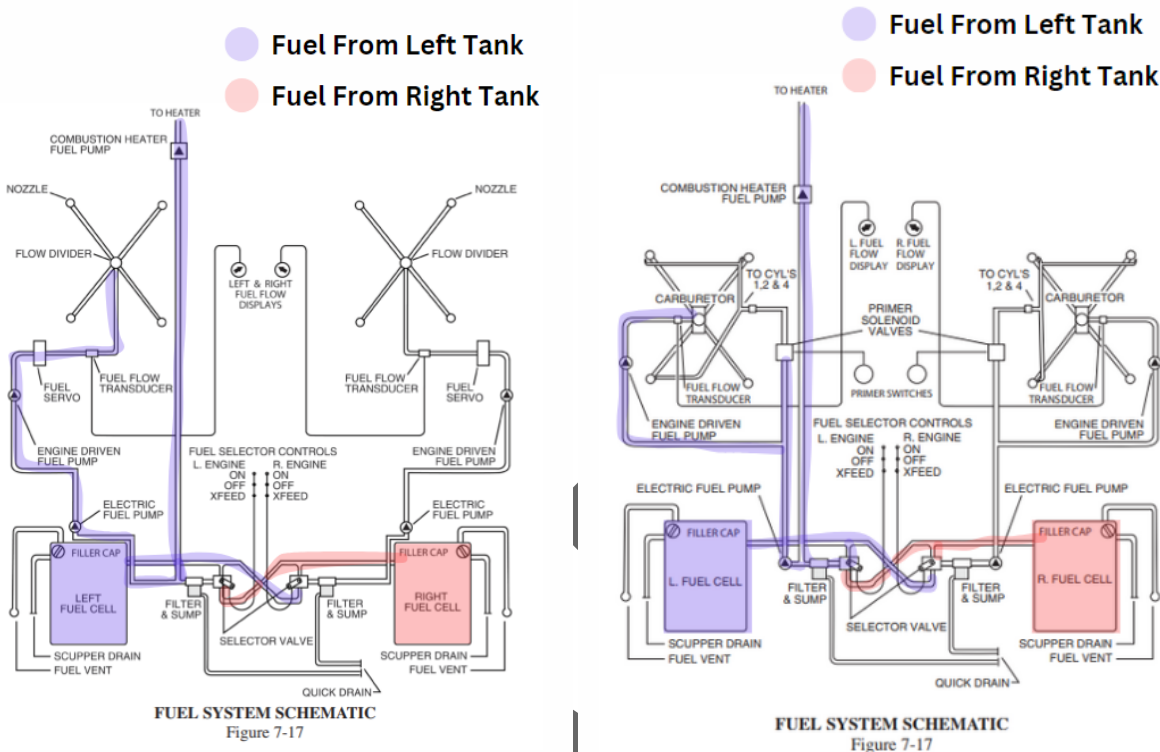 Fuel From Left Tank
Fuel From Right Tank
TO HEATER
COMBUSTION HEATER
FUEL PUMP
NOZZLE
NOZZLE
FLOW DIVIDER
FLOW DIVIDER
LEFT & RIGHT
FUEL FLOW
DISPLAYS
FUEL
SERVO
FUEL FLOW
TRANSDUCER
FUEL FLOW
TRANSDUCER
FUEL
SERVO
ENGINE DRIVEN
FUEL PUMP
FUEL SELECTOR CONTROLS
L. ENGINE
ON
OFF
XFEED
R. ENGINE
ON
OFF
XFEED
ENGINE DRIVEN
FUEL PUMP
ELECTRIC
FUEL PUMP
ELECTRIC
FUEL PUMP
FILLER CAP
FILLER CAP
LEFT
FUEL CELL
FILTER
& SUMP
FILTER
& SUMP
RIGHT
FUEL CELL
SELECTOR VALVE
SCUPPER DRAIN
FUEL VENT
SCUPPER DRAIN
FUEL VENT
QUICK DRAIN
FUEL SYSTEM SCHEMATIC
Figure 7-17
Fuel From Left Tank
Fuel From Right Tank
TO HEATER
COMBUSTION HEATER
FUEL PUMP
L. FUEL
FLOW
DISPLAY
R. FUEL
FLOW
DISPLAY
TO CYL'S
1,2 & 4
TO CYL'S
1,2 & 4
CARBURETOR
CARBURETOR
PRIMER
SOLENOID
VALVES
FUEL FLOW
TRANSDUCER
PRIMER SWITCHES
FUEL FLOW
TRANSDUCER
ENGINE DRIVEN
FUEL PUMP
FUEL SELECTOR CONTROLS
L. ENGINE
ON
OFF
XFEED
R. ENGINE
ON
OFF
XFEED
ENGINE DRIVEN
FUEL PUMP
ELECTRIC FUEL PUMP
ELECTRIC FUEL PUMP
FILLER CAP
FILLER CAP
L. FUEL CELL
FILTER
& SUMP
FILTER
& SUMP
R. FUEL CELL
SELECTOR VALVE
SCUPPER DRAIN
FUEL VENT
SCUPPER DRAIN
FUEL VENT
QUICK DRAIN
FUEL SYSTEM SCHEMATIC
Figure 7-17